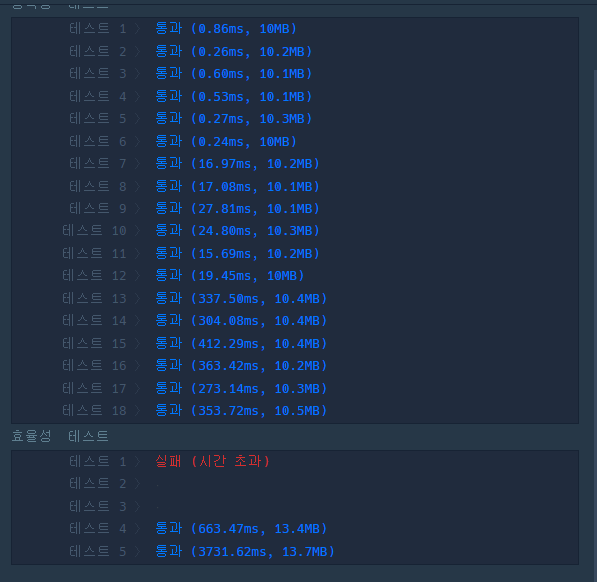 테스트 1 〉 통과 (0.86ms, 10MB)
테스트 2 〉 통과 (0.26ms, 10.2MB)
테스트 3 〉 통과 (0.60ms, 10.1MB)
테스트 4 〉 통과 (0.53ms, 10.1MB)
테스트 5 〉 통과 (0.27ms, 10.3MB)
테스트 6 〉 통과 (0.24ms, 10MB)
테스트 7 〉 통과 (16.97ms, 10.2MB)
테스트 8 〉 통과 (17.08ms, 10.1MB)
테스트 9 〉 통과 (27.81ms, 10.1MB)
테스트 10 〉 통과 (24.80ms, 10.3MB)
테스트 11 〉 통과 (15.69ms, 10.2MB)
테스트 12 〉 통과 (19.45ms, 10MB)
테스트 13 〉 통과 (337.50ms, 10.4MB)
테스트 14 〉 통과 (304.08ms, 10.4MB)
테스트 15 〉 통과 (412.29ms, 10.4MB)
테스트 16 〉 통과 (363.42ms, 10.2MB)
테스트 17 〉 통과 (273.14ms, 10.3MB)
테스트 18 〉 통과 (353.72ms, 10.5MB)
효율성 테스트
테스트 1 〉 실패 (시간 초과)
테스트 2 〉
테스트 3 〉
테스트 4 〉 통과 (663.47ms, 13.4MB)
테스트 5 〉 통과 (3731.62ms, 13.7MB)